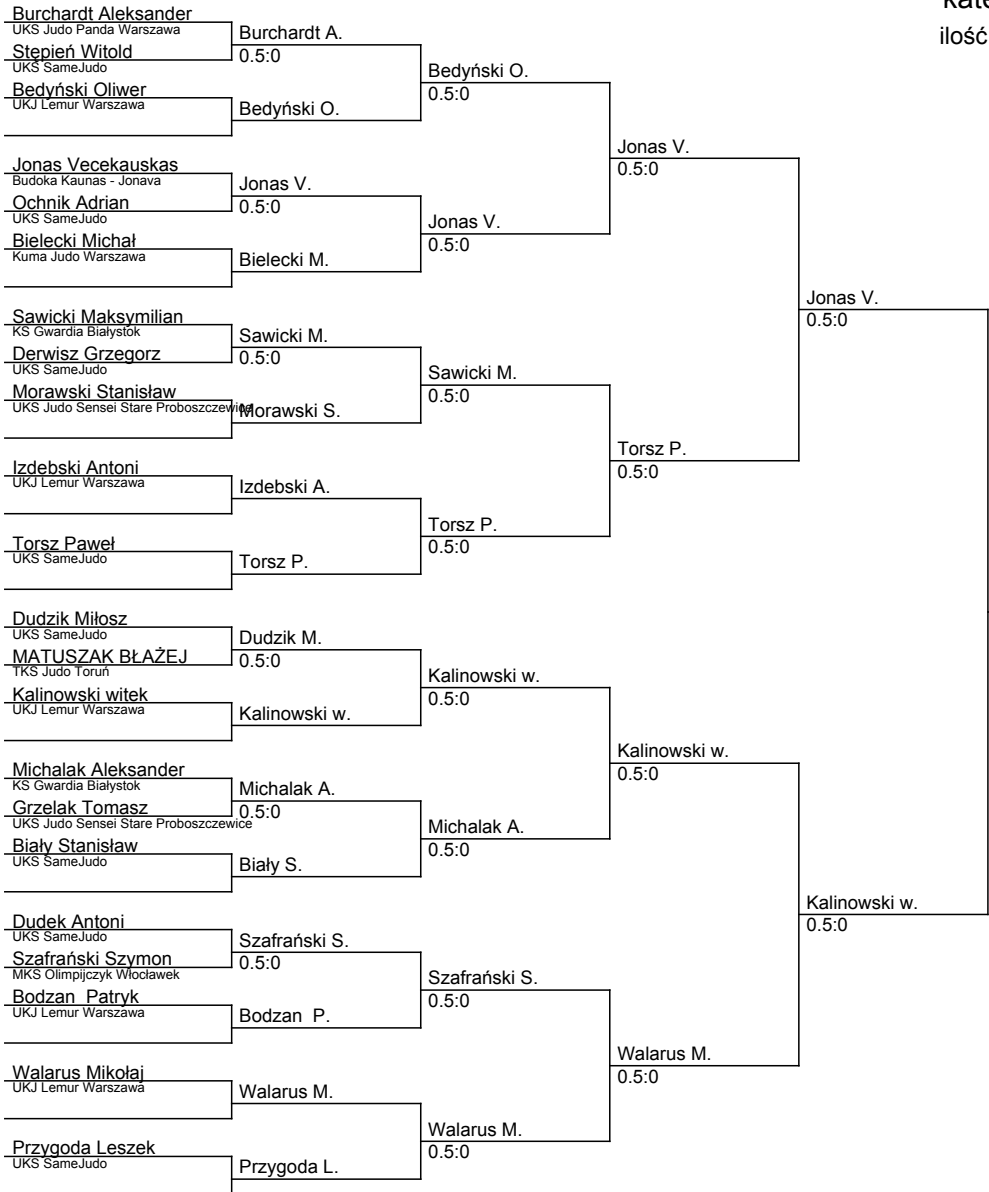 Burchardt Aleksander
UKS Judo Panda Warszawa
Stępień Witold
UKS SameJudo
Bedyński Oliwer
UKJ Lemur Warszawa
Jonas Vecekauskas
Budoka Kaunas - Jonava
Ochnik Adrian
UKS SameJudo
Bielecki Michał
Kuma Judo Warszawa
Sawicki Maksymilian
KS Gwardia Białystok
Derwisz Grzegorz
UKS SameJudo
Morawski Stanisław
UKS Judo Sensei Stare Proboszczewice
Izdebski Antoni
UKJ Lemur Warszawa
Torsz Paweł
UKS SameJudo
Dudzik Miłosz
UKS SameJudo
MATUSZAK BŁAŻEJ
TKS Judo Toruń
Kalinowski witek
UKJ Lemur Warszawa
Michalak Aleksander
KS Gwardia Białystok
Grzelak Tomasz
UKS Judo Sensei Stare Proboszczewice
Biały Stanisław
UKS SameJudo
Dudek Antoni
UKS SameJudo
Szafrański Szymon
MKS Olimpijczyk Włocławek
Bodzan  Patryk
UKJ Lemur Warszawa
Walarus Mikołaj
UKJ Lemur Warszawa
Przygoda Leszek
UKS SameJudo
Burchardt A.
0.5:0
Bedyński O.
Jonas V.
0.5:0
Bielecki M.
Sawicki M.
0.5:0
Morawski S.
Izdebski A.
Torsz P.
Dudzik M.
0.5:0
Kalinowski w.
Michalak A.
0.5:0
Biały S.
Szafrański S.
0.5:0
Bodzan  P.
Walarus M.
Przygoda L.
Bedyński O.
0.5:0
Jonas V.
0.5:0
Sawicki M.
0.5:0
Torsz P.
0.5:0
Kalinowski w.
0.5:0
Michalak A.
0.5:0
Szafrański S.
0.5:0
Walarus M.
0.5:0
Jonas V.
0.5:0
Torsz P.
0.5:0
Kalinowski w.
0.5:0
Walarus M.
0.5:0
Jonas V.
0.5:0
Kalinowski w.
0.5:0
ilość